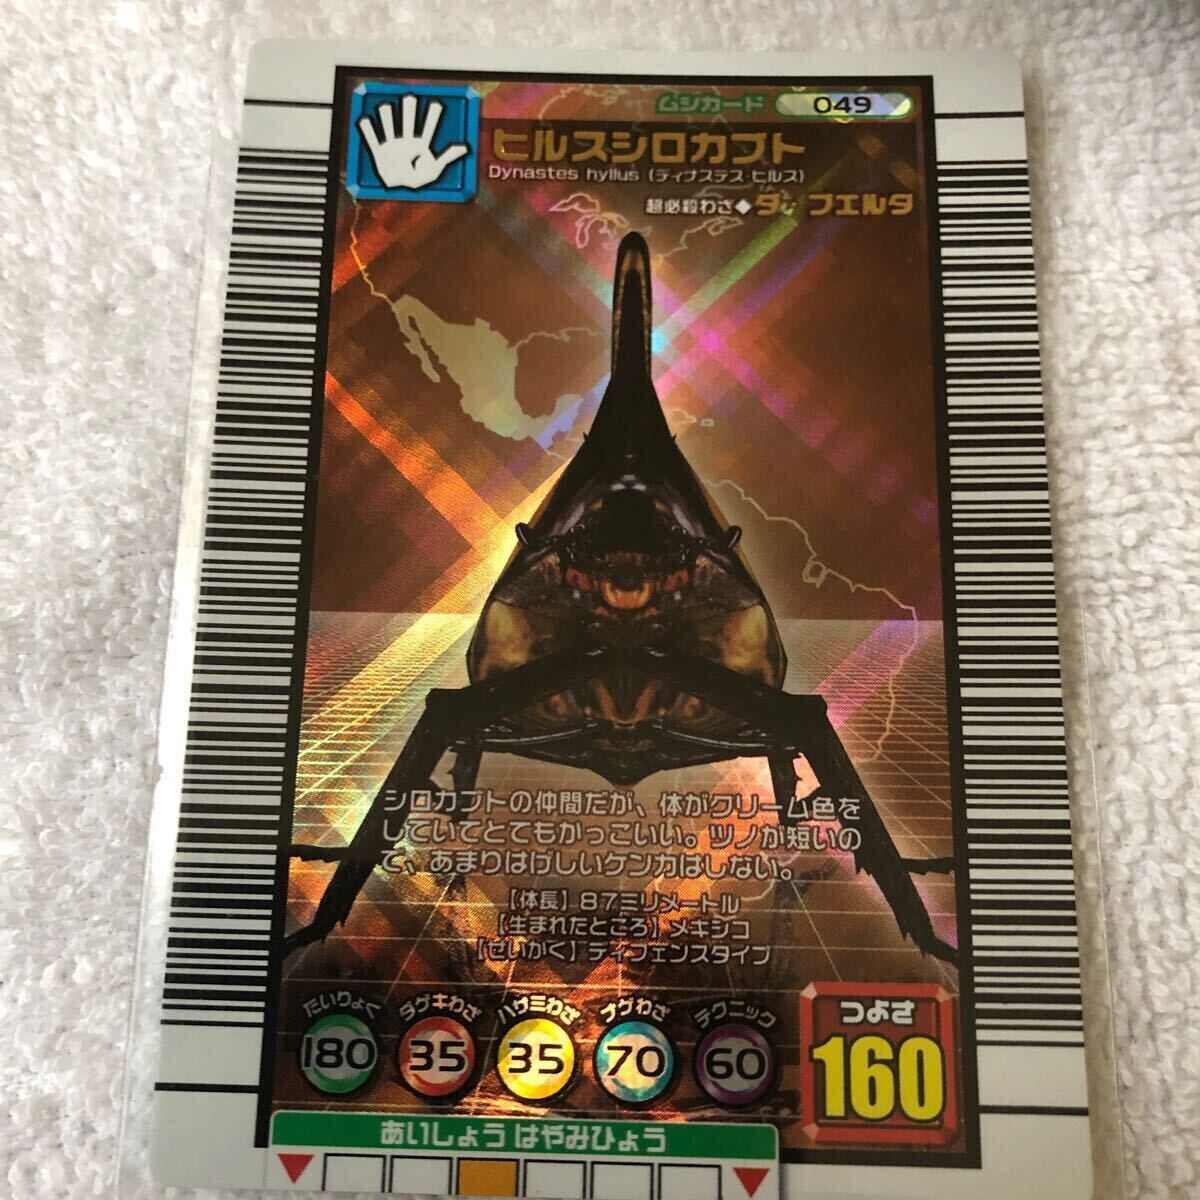 ムシカード 049
ヒルスシロカブト
Dynastes hyllus (ディナステス・ヒルス)
超必殺わざ◆ダ・フエルタ
シロカブトの仲間だが、体がクリーム色を
していてとてもかっこいい。ツノが短いの
で、あまりはげしいケンカはしない。
【体長】87ミリメートル
【生まれたところ】メキシコ
【せいかく】ディフェンスタイプ
たいりょく ダゲキわざ ハサミわざ ナゲわざ テクニック つよさ
180 35 35 70 60 160
あいしょう はやみひょう